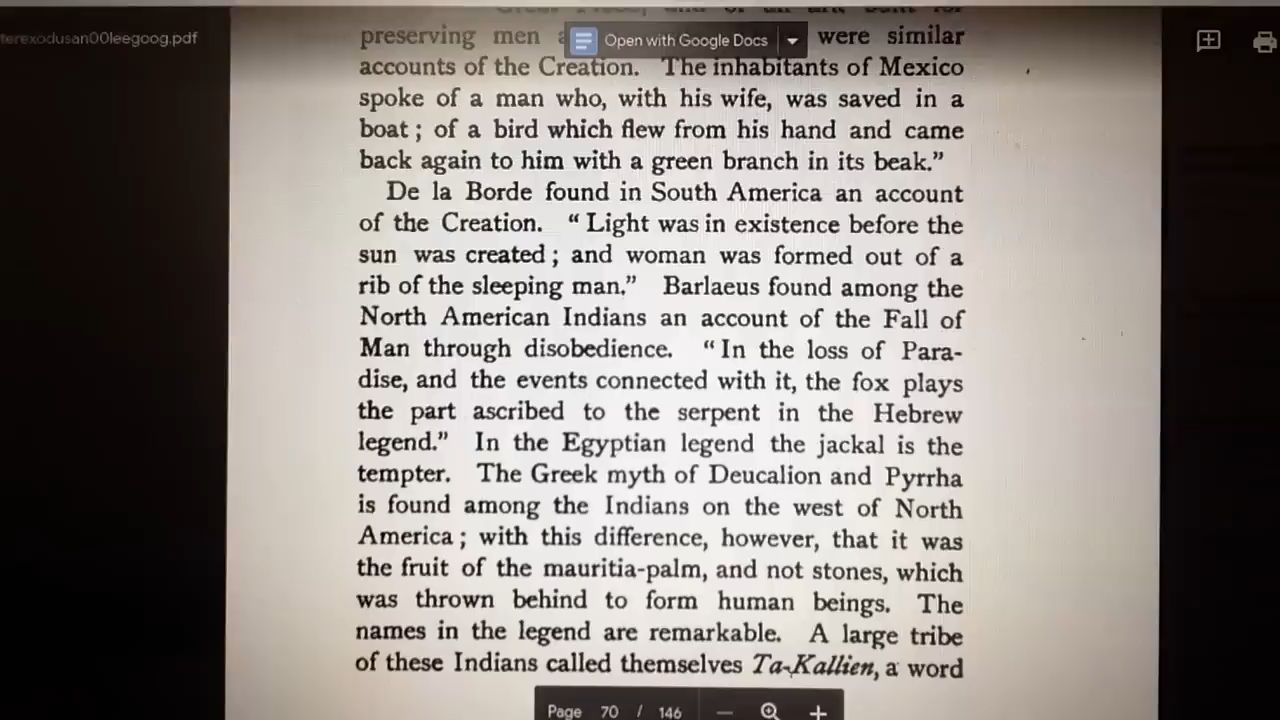 terexodusan00leegoog.pdf
Open with Google Docs
preserving men were similar
accounts of the Creation. The inhabitants of Mexico
spoke of a man who, with his wife, was saved in a
boat ; of a bird which flew from his hand and came
back again to him with a green branch in its beak.”
De la Borde found in South America an account
of the Creation. “ Light was in existence before the
sun was created ; and woman was formed out of a
rib of the sleeping man.” Barlaeus found among the
North American Indians an account of the Fall of
Man through disobedience. “ In the loss of Para-
dise, and the events connected with it, the fox plays
the part ascribed to the serpent in the Hebrew
legend.” In the Egyptian legend the jackal is the
tempter. The Greek myth of Deucalion and Pyrrha
is found among the Indians on the west of North
America ; with this difference, however, that it was
the fruit of the mauritia-palm, and not stones, which
was thrown behind to form human beings. The
names in the legend are remarkable. A large tribe
of these Indians called themselves Ta-Kallien, a word
Page 70 / 146